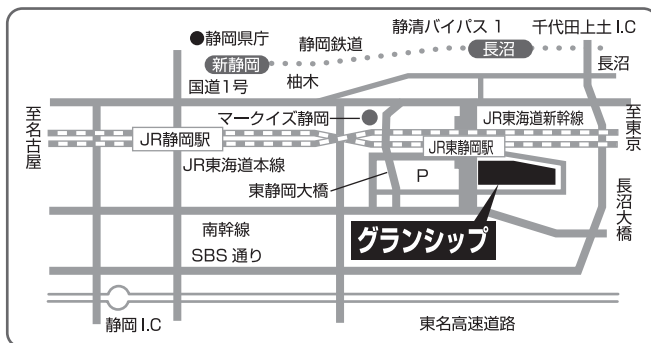 静清バイパス 1
千代田上土 I.C
●静岡県庁
静岡鉄道
長沼
新静岡
長沼
国道1号
柚木
マークイズ静岡
JR東海道新幹線
至名古屋
至東京
JR静岡駅
JR東静岡駅
JR東海道本線
P
東静岡大橋
長沼大橋
南幹線
グランシップ
SBS 通り
静岡 I.C
東名高速道路